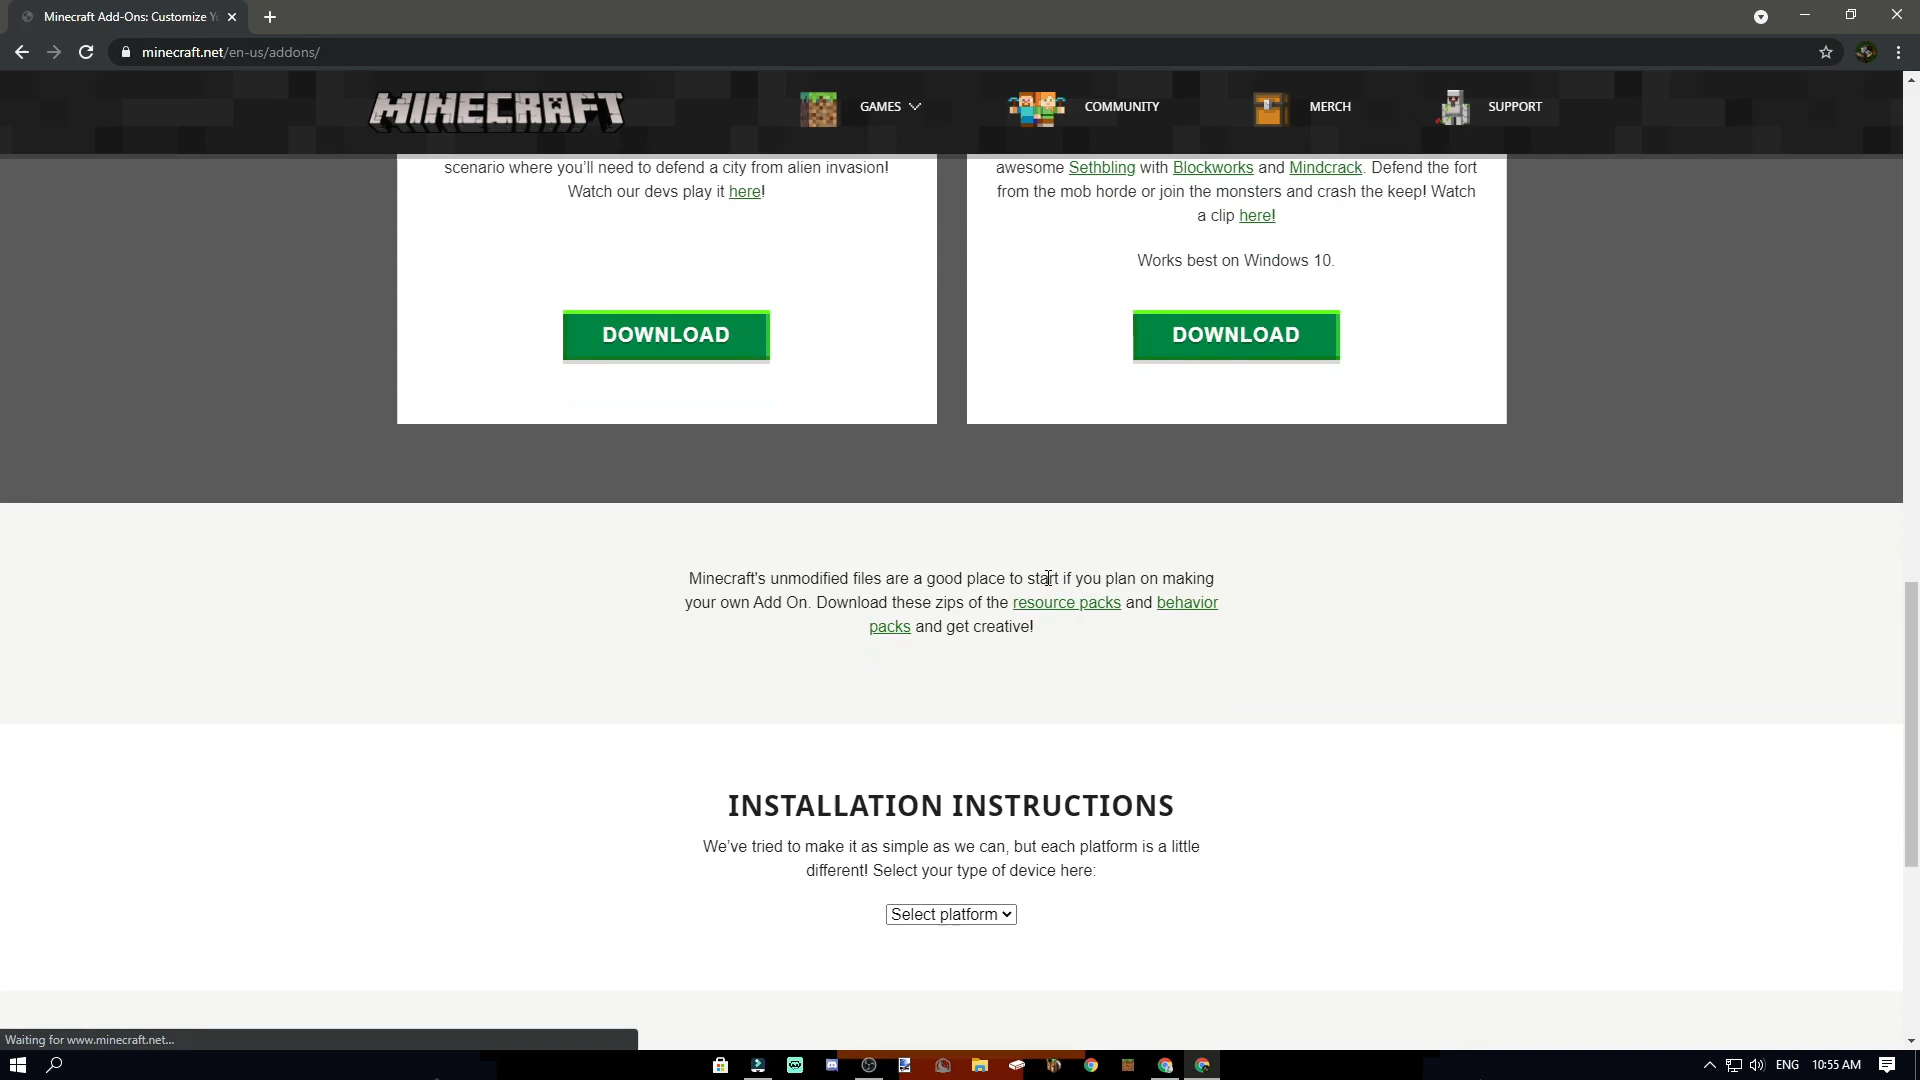 Minecraft Add-Ons: Customize Y
minecraft.net/en-us/addons/
MINECRAFT
GAMES
COMMUNITY
MERCH
SUPPORT
scenario where you'll need to defend a city from alien invasion!
Watch our devs play it here!
DOWNLOAD
awesome Sethbling with Blockworks and Mindcrack. Defend the fort
from the mob horde or join the monsters and crash the keep! Watch
a clip here!
Works best on Windows 10.
DOWNLOAD
Minecraft's unmodified files are a good place to start if you plan on making
your own Add On. Download these zips of the resource packs and behavior
packs and get creative!
INSTALLATION INSTRUCTIONS
We've tried to make it as simple as we can, but each platform is a little
different! Select your type of device here:
Select platform
Waiting for www.minecraft.net...
ENG
10:55 AM